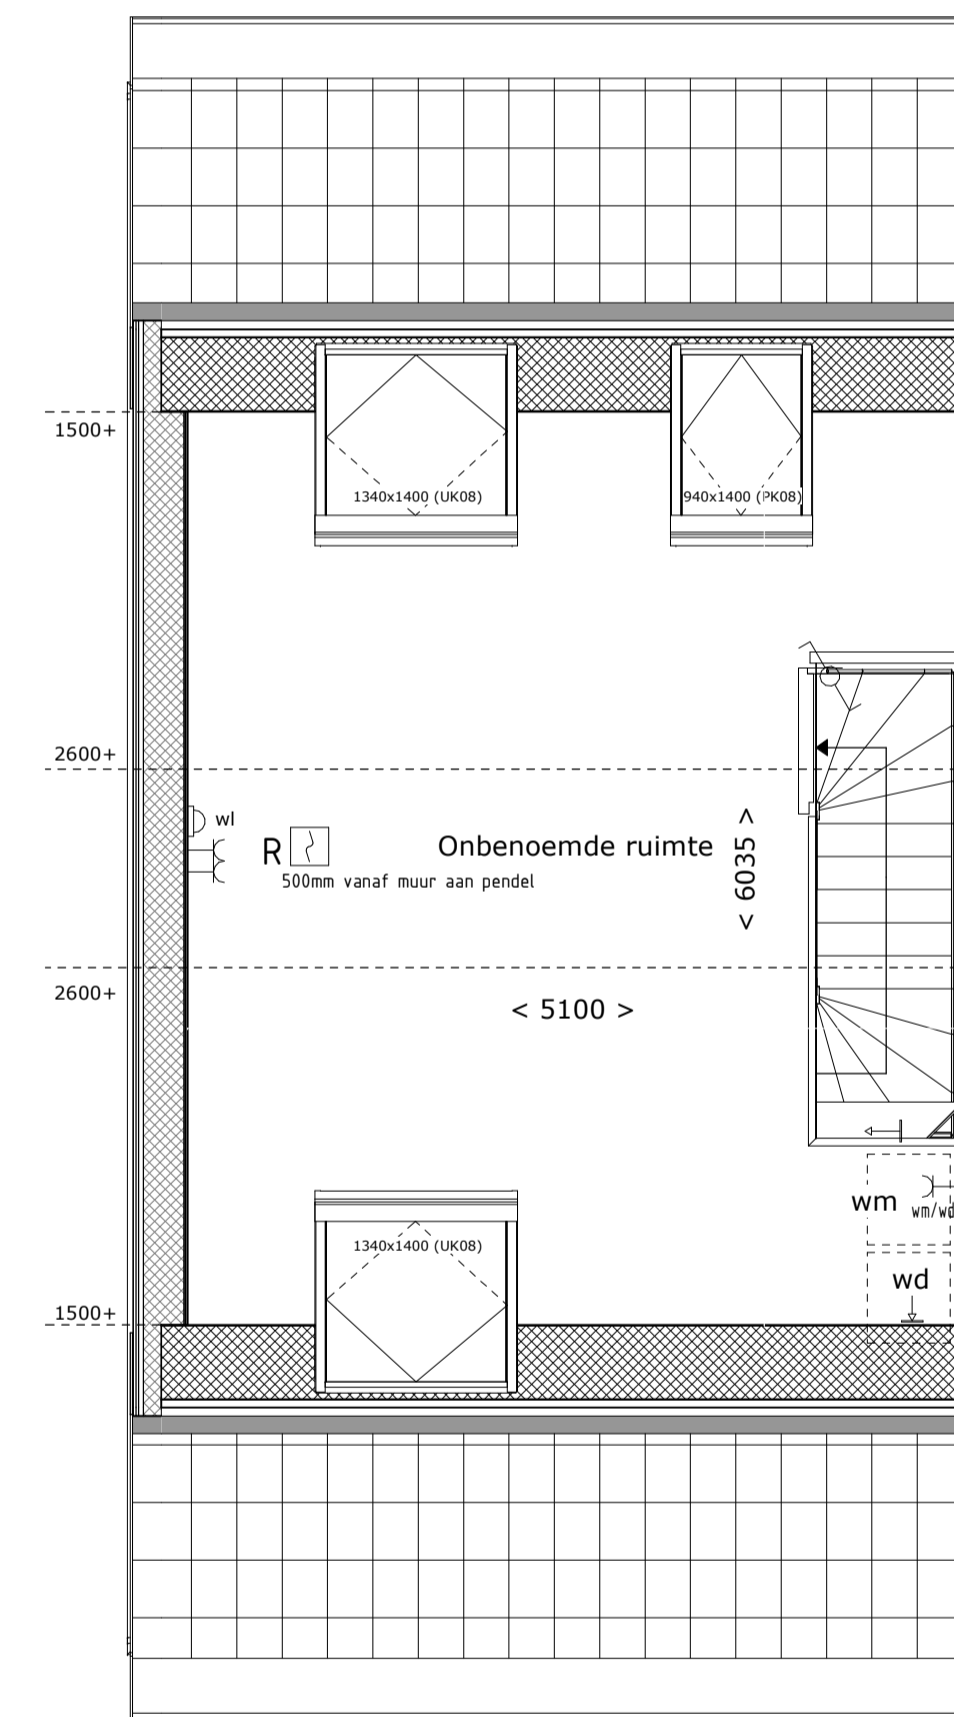 1500+
1340x1400 (UK08)
940x1400 (PK08)
2600+
wl
R
Onbenoemde ruimte
500mm vanaf muur aan pendel
< 6035 >
2600+
< 5100 >
wm
wm/wd
wd
1340x1400 (UK08)
1500+